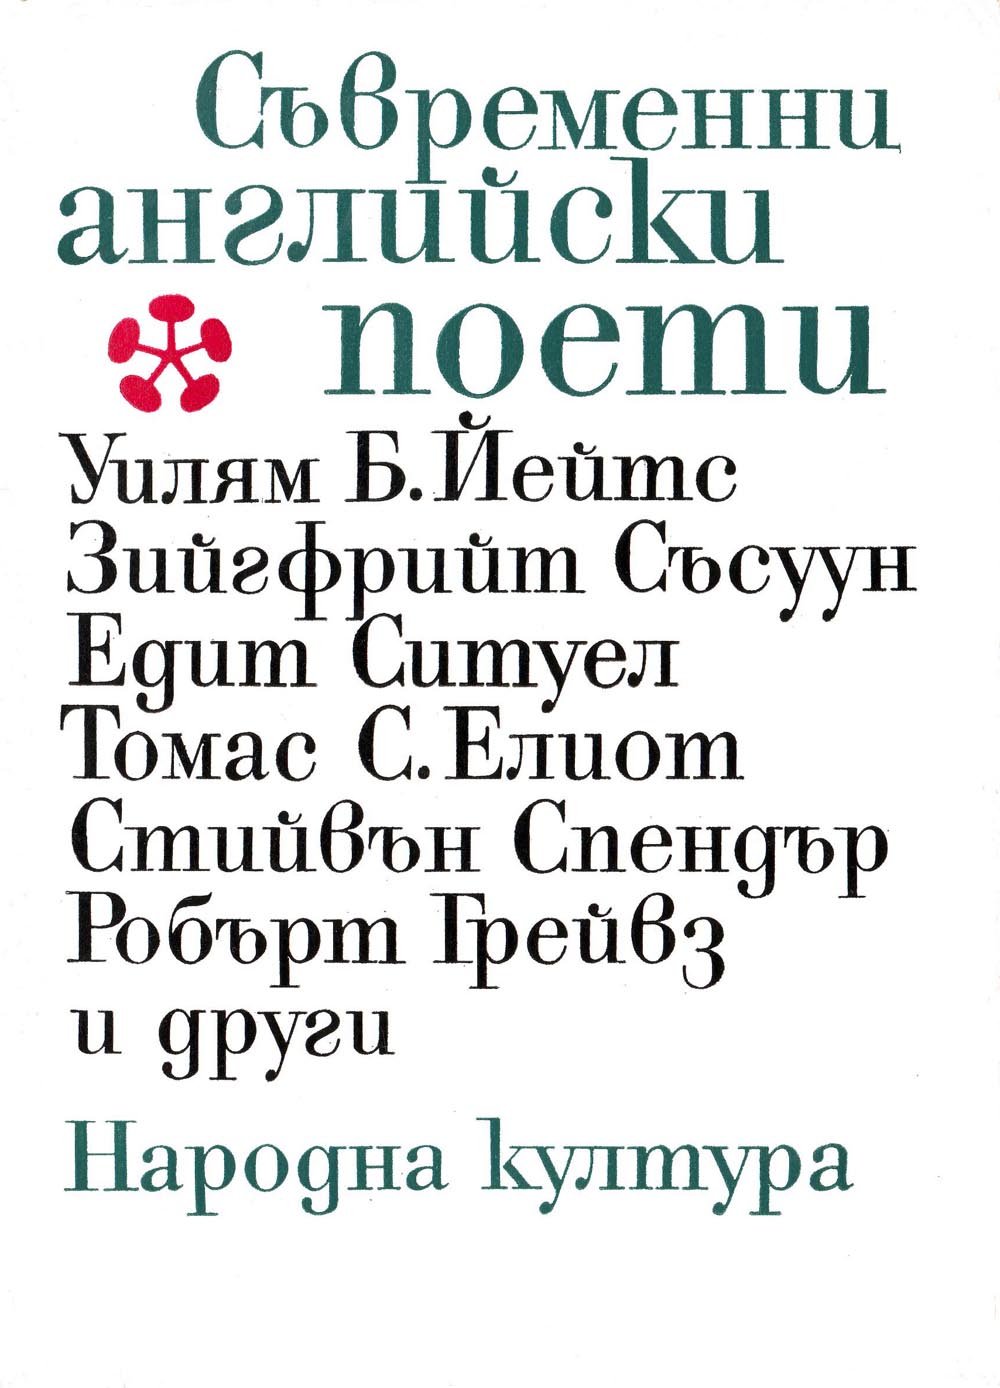 Съвременни
английски
поети
Уилям Б. Йейтс
Зийгфрийт Съсуун
Едит Ситуел
Томас С. Елиот
Стийвън Спендър
Робърт Грейвз
и други
Народна култура